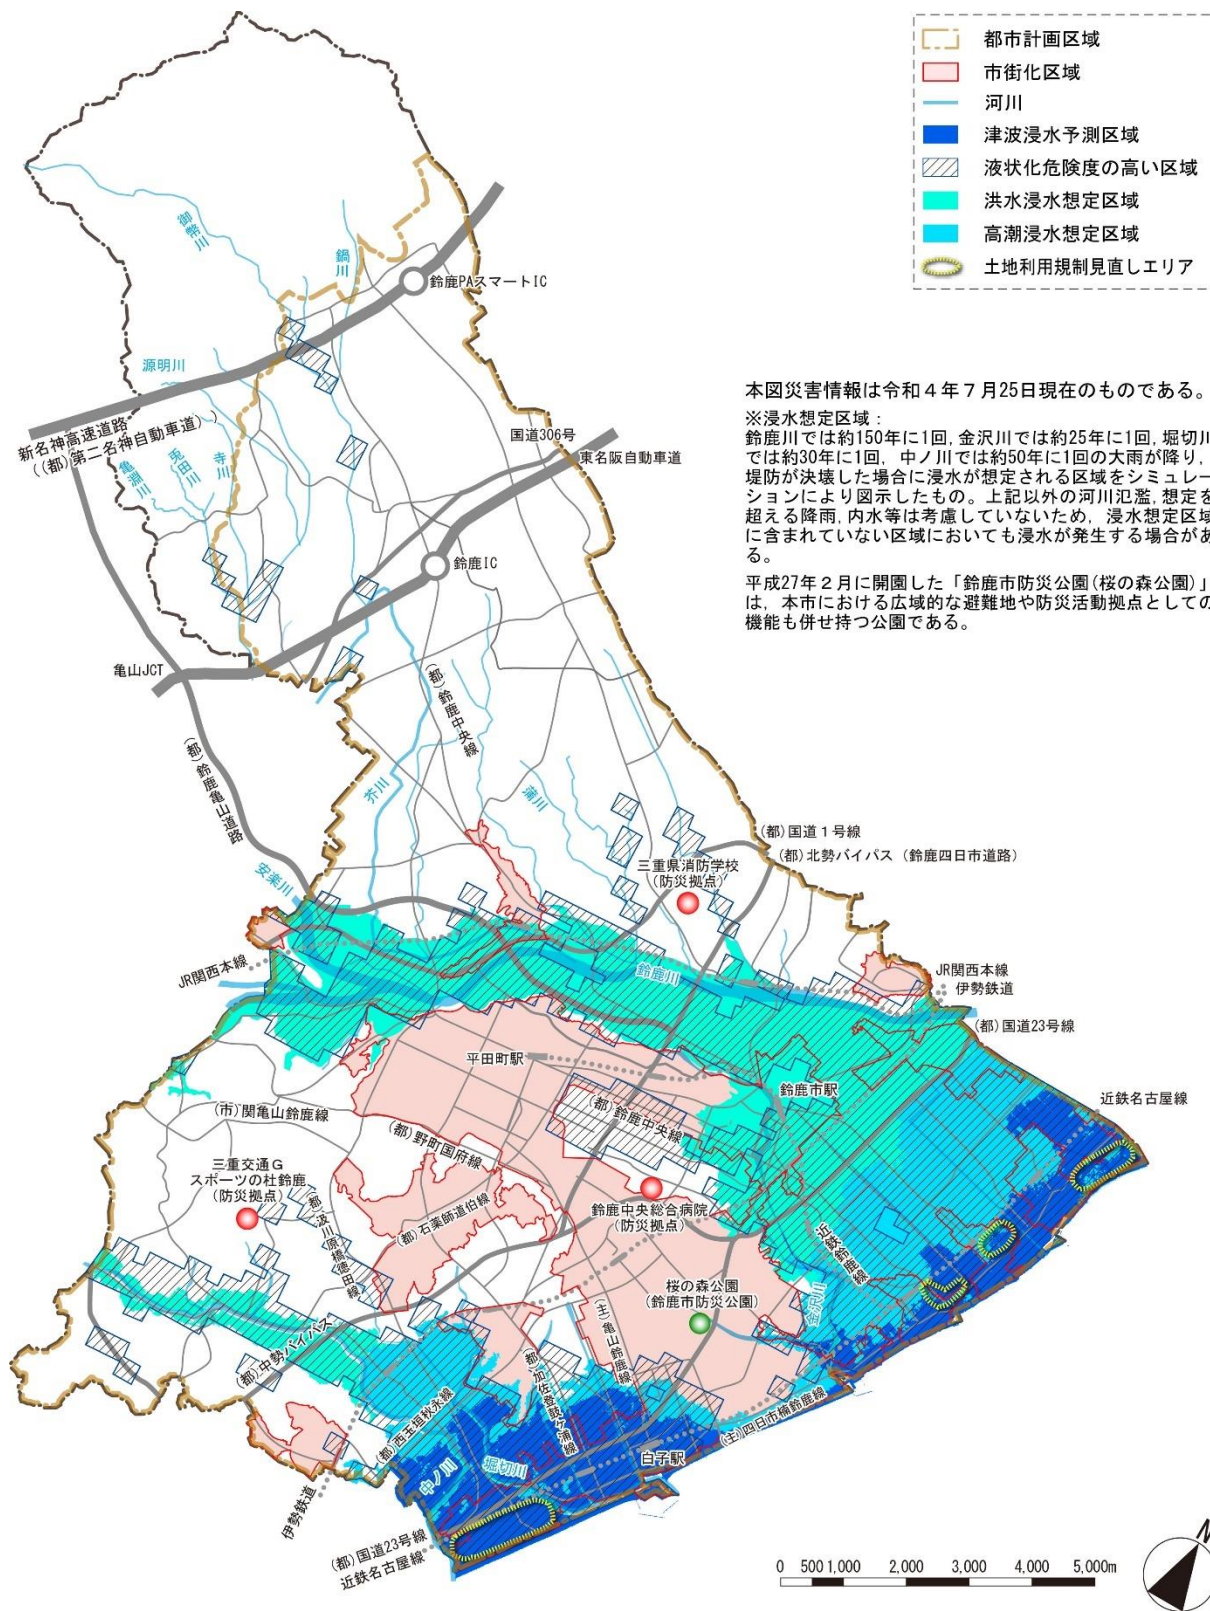 都市計画区域
市街化区域
河川
津波浸水予測区域
液状化危険度の高い区域
洪水浸水想定区域
高潮浸水想定区域
土地利用規制見直しエリア
御幣川
鍋川
鈴鹿PAスマートIC
源明川
新名神高速道路
((都)第二名神自動車道)
亀淵川
兎田川
寺川
国道306号
東名阪自動車道
鈴鹿IC
本図災害情報は令和4年7月25日現在のものである。
※浸水想定区域：
鈴鹿川では約150年に1回,金沢川では約25年に1回,堀切川
では約30年に1回, 中ノ川では約50年に1回の大雨が降り,
堤防が決壊した場合に浸水が想定される区域をシミュレー
ションにより図示したもの。上記以外の河川氾濫,想定を
超える降雨,内水等は考慮していないため, 浸水想定区域
に含まれていない区域においても浸水が発生する場合があ
る。
平成27年2月に開園した「鈴鹿市防災公園(桜の森公園)」
は, 本市における広域的な避難地や防災活動拠点としての
機能も併せ持つ公園である。
亀山JCT
(都)鈴鹿中央線
(都)鈴鹿亀山道路
芥川
浦川
安楽川
(都)国道1号線
(都)北勢バイパス (鈴鹿四日市道路)
三重県消防学校
(防災拠点)
JR関西本線
鈴鹿川
JR関西本線
伊勢鉄道
(都)国道23号線
平田町駅
鈴鹿市駅
近鉄名古屋線
(市)関亀山鈴鹿線
(都)鈴鹿中央線
(都)野町国府線
三重交通G
スポーツの杜鈴鹿
(防災拠点)
(都)汲川原橋徳田線
(都)石薬師道伯線
鈴鹿中央総合病院
(防災拠点)
近鉄鈴鹿線
桜の森公園
(鈴鹿市防災公園)
金沢川
(都)中勢バイパス
(主)亀山鈴鹿線
(都)加佐登鼓ヶ浦線
(都)西玉垣秋永線
(主)四日市楠鈴鹿線
白子駅
中ノ川
堀切川
伊勢鉄道
(都)国道23号線
近鉄名古屋線
0 500 1,000 2,000 3,000 4,000 5,000m
N